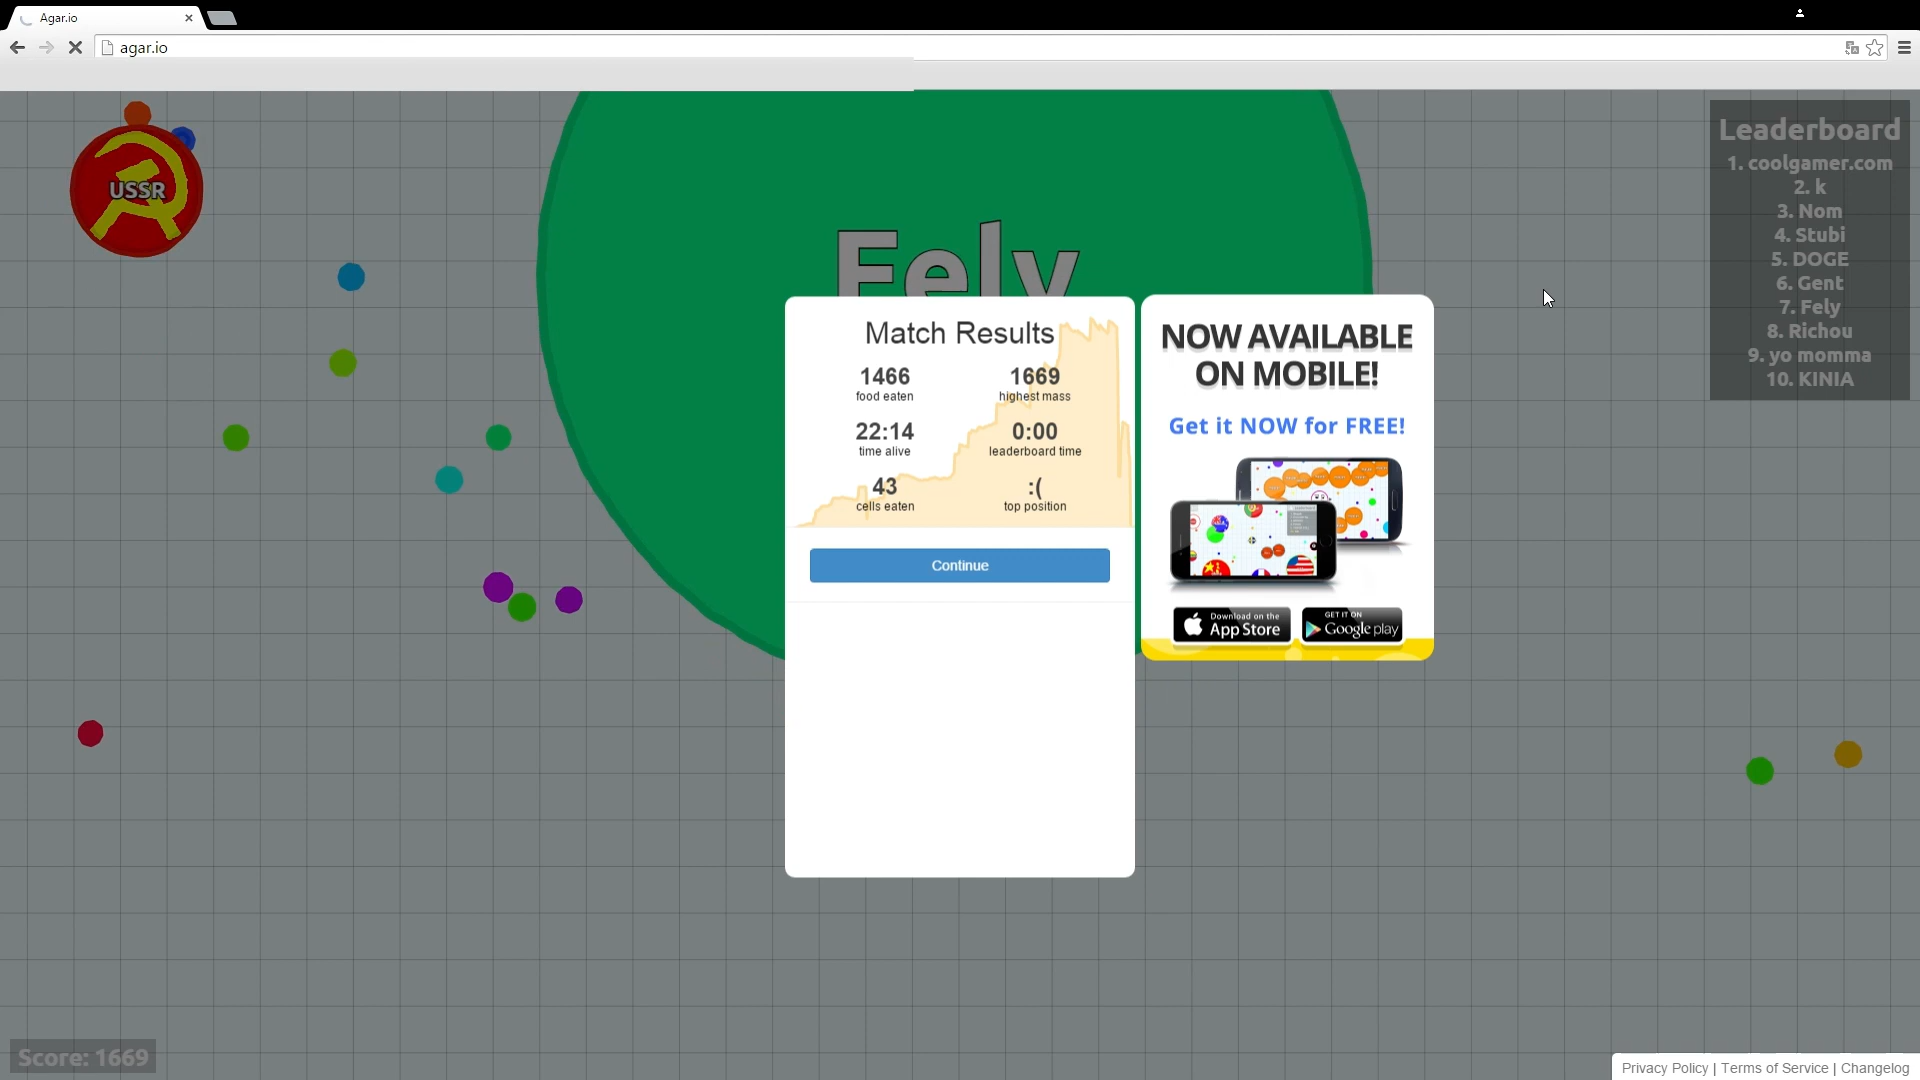 Agar.io
agar.io
USSR
Fely
Leaderboard
1. coolgamer.com
2. k
3. Nom
4. Stubi
5. DOGE
6. Gent
7. Fely
8. Richou
9. yo momma
10. KINIA
Match Results
1466
food eaten
1669
highest mass
22:14
time alive
0:00
leaderboard time
43
cells eaten
:(
top position
Continue
NOW AVAILABLE
ON MOBILE!
Get it NOW for FREE!
Download on the
App Store
GET IT ON
Google play
Score: 1669
Privacy Policy | Terms of Service | Changelog